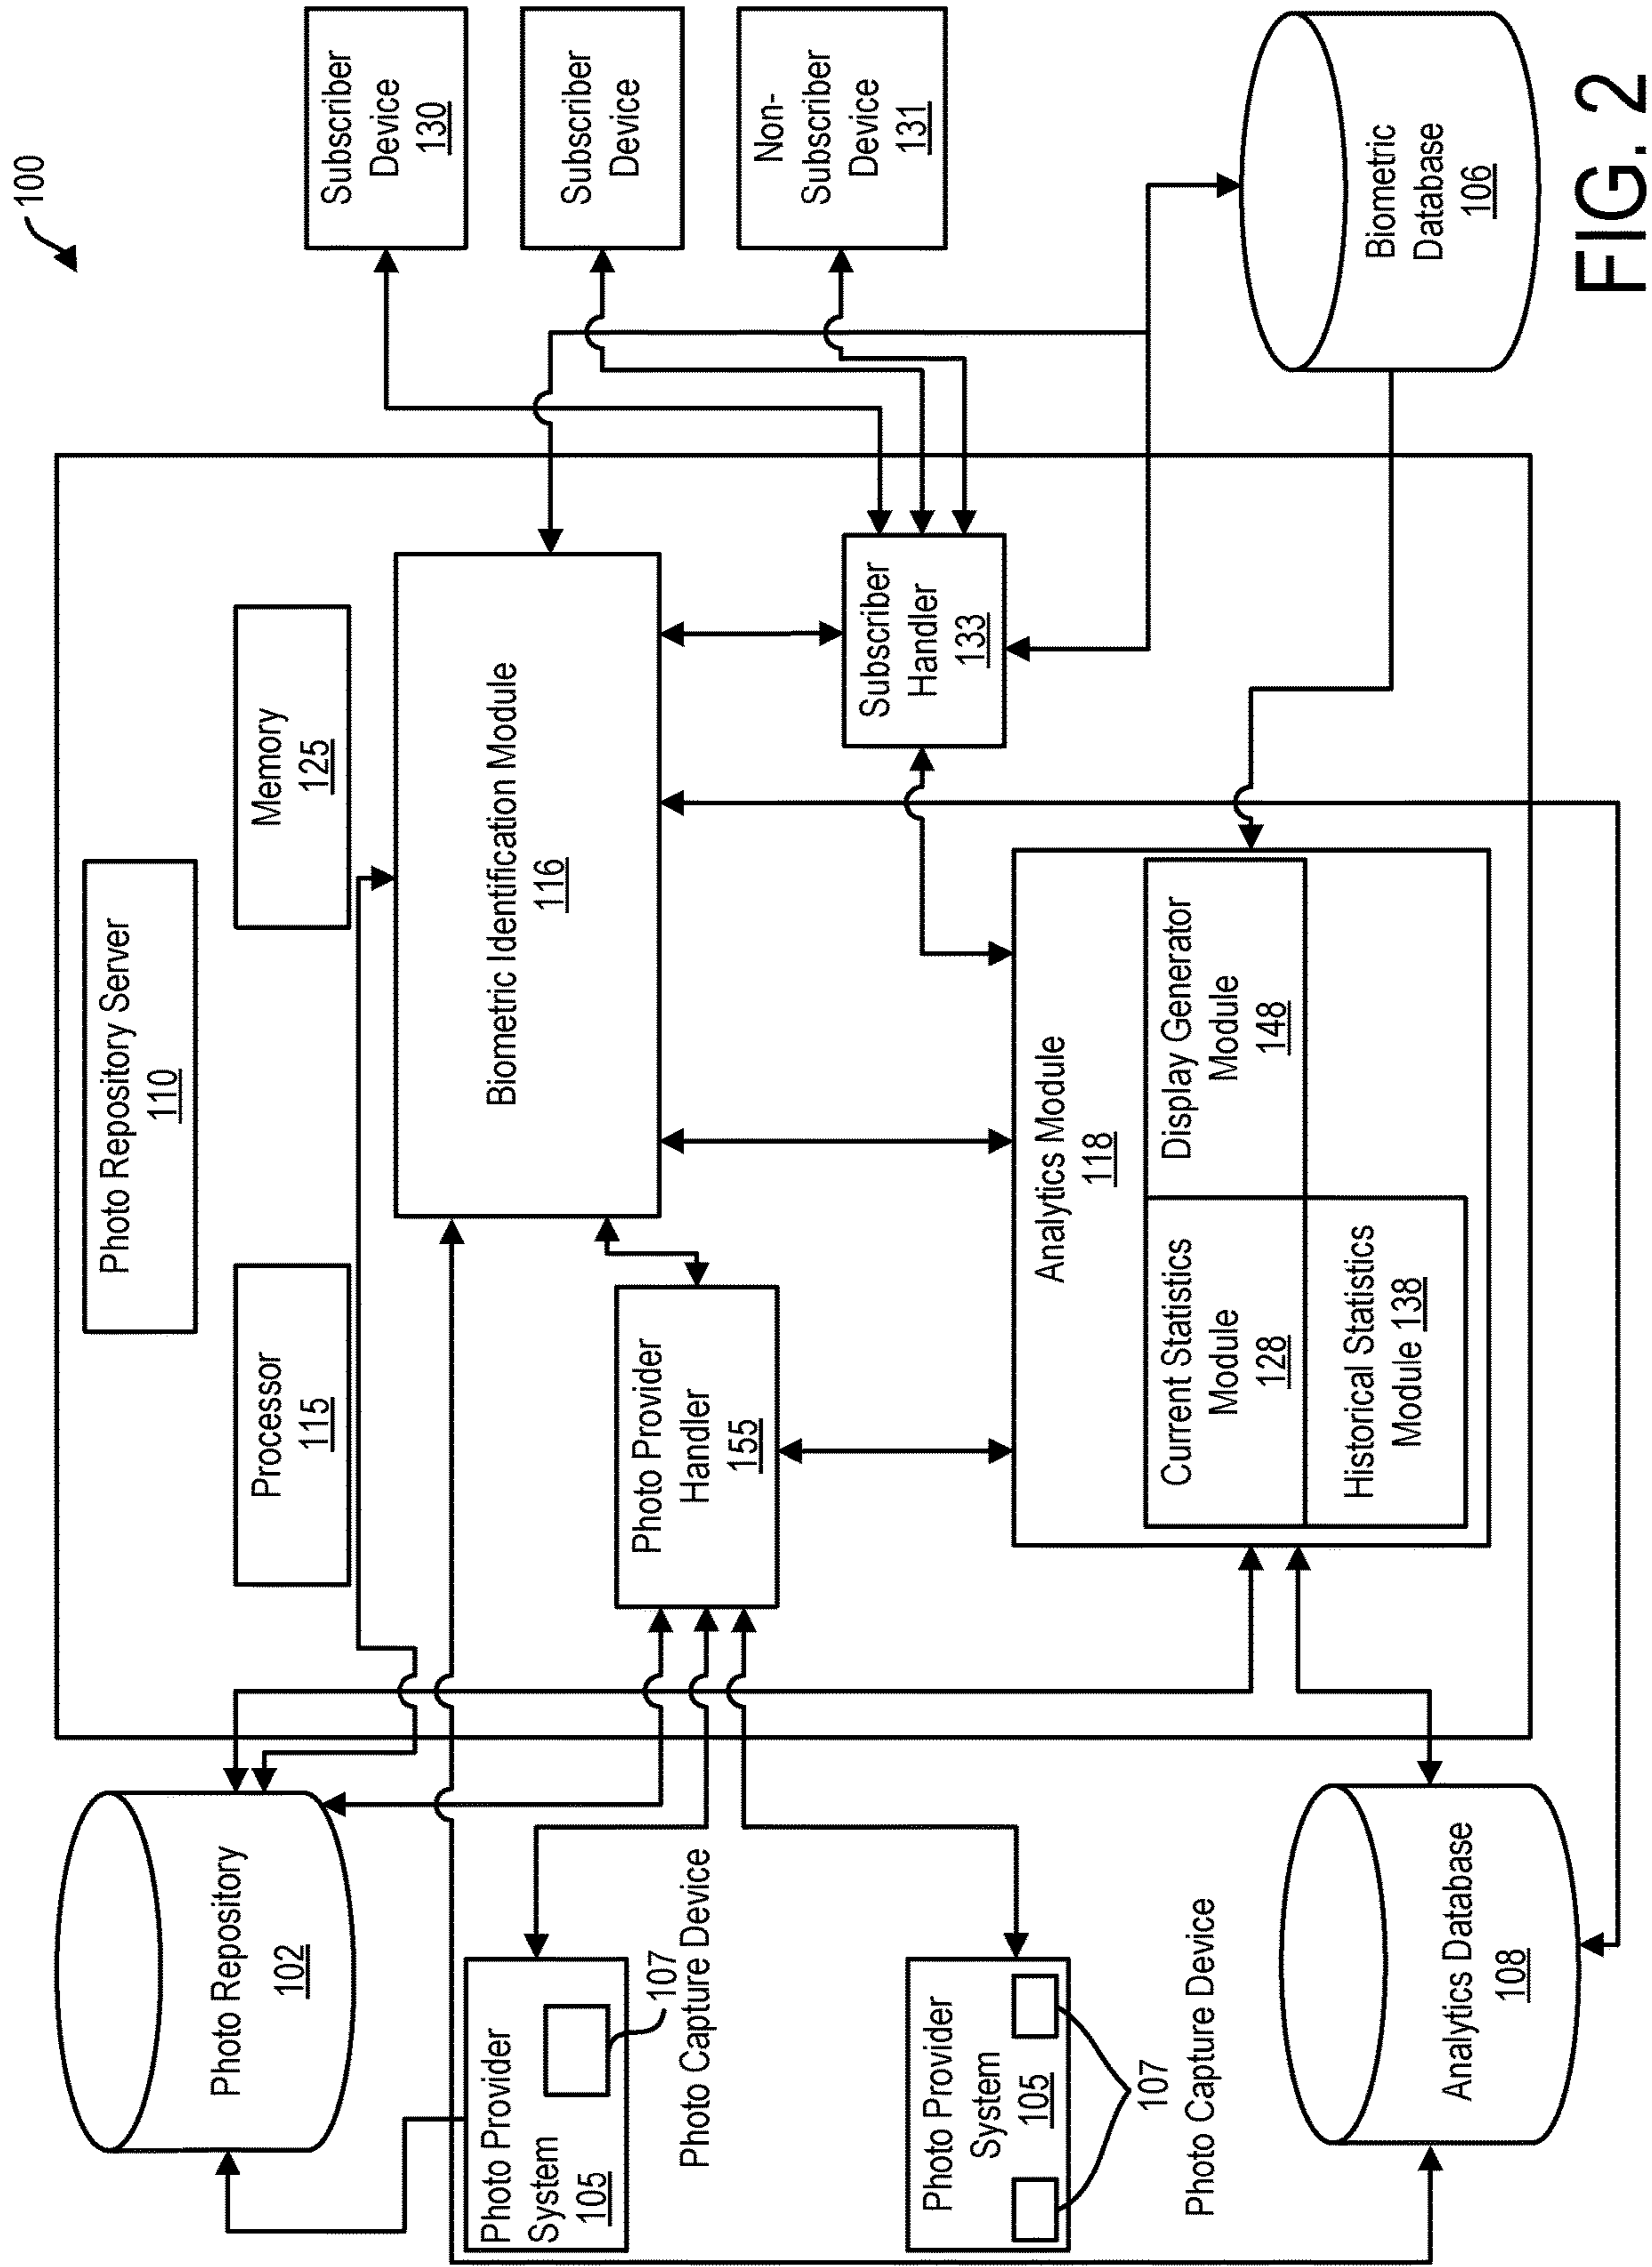 100
Photo Repository Server
110
Processor
115
Memory
125
Photo Repository
102
Biometric Identification Module
116
Subscriber
Device
130
Subscriber
Device
Non-
Subscriber
Device
131
Photo Provider
System
105
107
Photo Capture Device
Photo Provider
Handler
155
Subscriber
Handler
133
Photo Provider
System
105
107
Photo Capture Device
Analytics Module
118
Current Statistics
Module
128
Display Generator
Module
148
Historical Statistics
Module 138
Analytics Database
108
Biometric
Database
106
FIG. 2